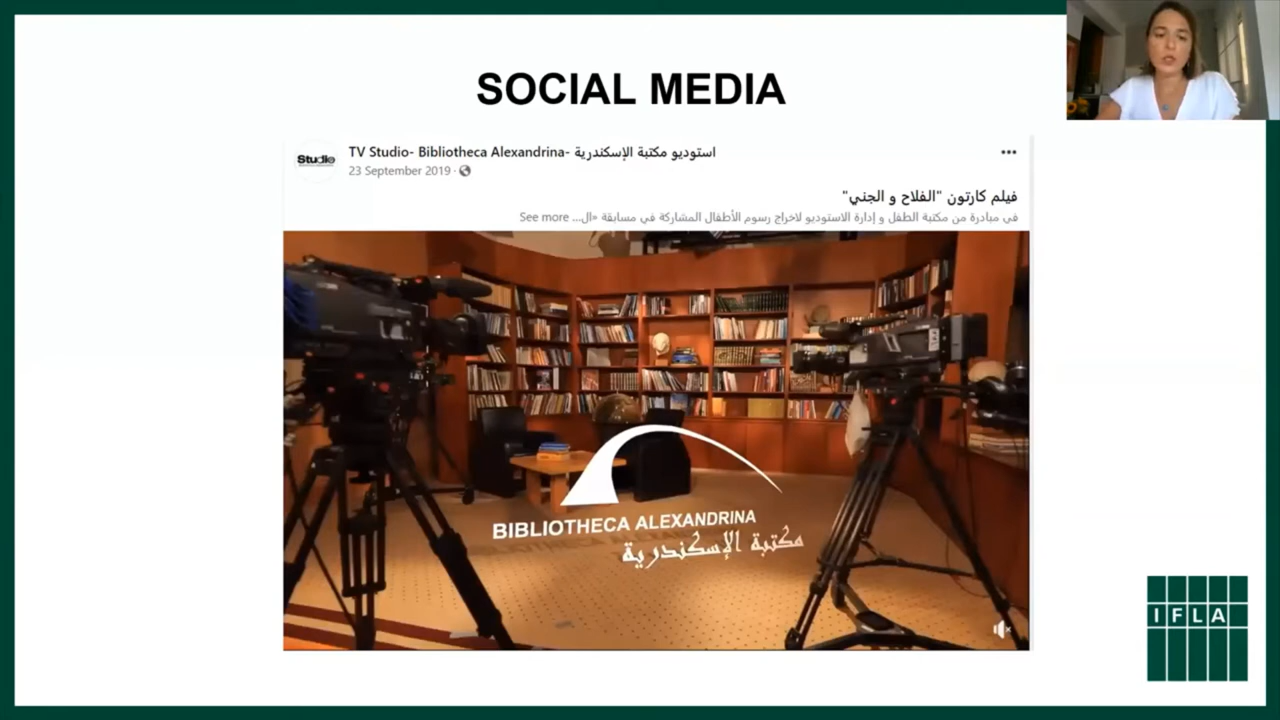 SOCIAL MEDIA
Studio
TV Studio- Bibliotheca Alexandrina- استوديو مكتبة الإسكندرية
23 September 2019 ·
فيلم كارتون "الفلاح و الجني"
في مبادرة من مكتبة الطفل و إدارة الاستوديو لاخراج رسوم الأطفال المشاركة في مسابقة «ال... See more
BIBLIOTHECA ALEXANDRINA
مكتبة الإسكندرية
IFLA